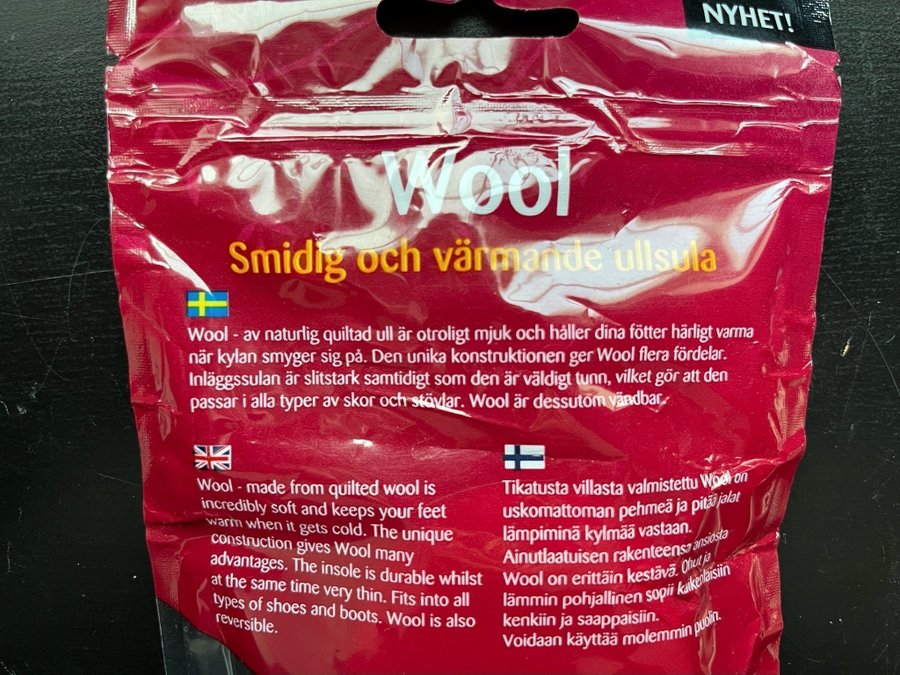 NYHET!
Wool
Smidig och värmande ullsula
Wool - av naturlig quiltad ull är otroligt mjuk och håller dina fötter härligt varma
när kylan smyger sig på. Den unika konstruktionen ger Wool flera fördelar.
Inläggssulan är slitstark samtidigt som den är väldigt tunn, vilket gör att den
passar i alla typer av skor och stövlar. Wool är dessutom vändbar.
Wool - made from quilted wool is
incredibly soft and keeps your feet
warm when it gets cold. The unique
construction gives Wool many
advantages. The insole is durable whilst
at the same time very thin. Fits into all
types of shoes and boots. Wool is also
reversible.
Tikatusta villasta valmistettu Wool on
uskomattoman pehmeä ja pitää jalat
lämpiminä kylmää vastaan.
Ainutlaatuisen rakenteensa ansiosta
Wool on erittäin kestävä. Ohut ja
lämmin pohjallinen sopii kaikenlaisiin
kenkiin ja saappaisiin.
Voidaan käyttää molemmin puolin.